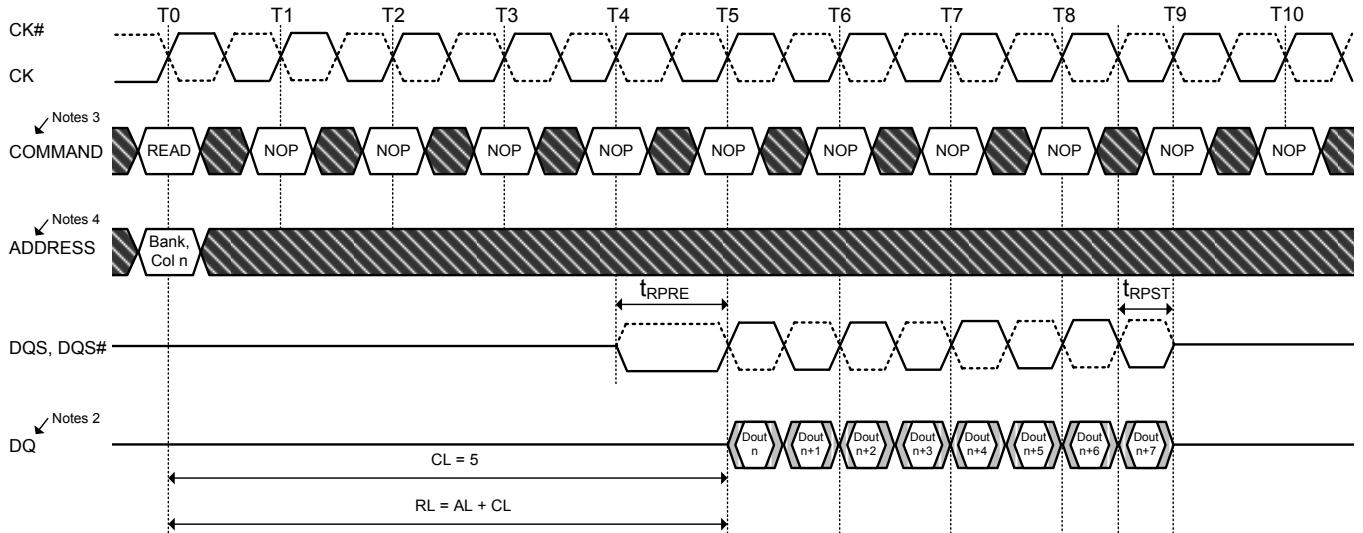 T0 T1 T2 T3 T4 T5 T6 T7 T8 T9 T10
CK#
CK
Notes 3
COMMAND READ NOP NOP NOP NOP NOP NOP NOP NOP NOP NOP
Notes 4
ADDRESS Bank,
Col n
tRPRE tRPST
DQS, DQS#
Notes 2
DQ Dout Dout Dout Dout Dout Dout Dout Dout
n n+1 n+2 n+3 n+4 n+5 n+6 n+7
CL = 5
RL = AL + CL